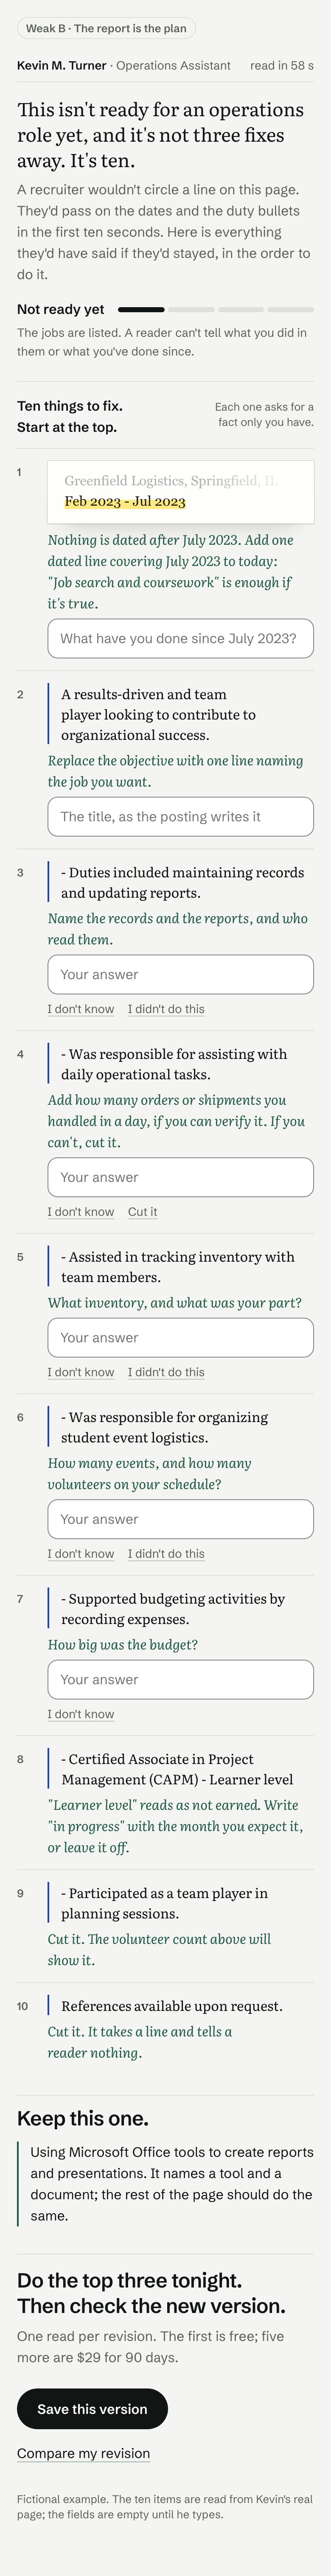 Weak B · The report is the plan
Kevin M. Turner · Operations Assistant read in 58 s
This isn't ready for an operations
role yet, and it's not three fixes
away. It's ten.
A recruiter wouldn't circle a line on this page.
They'd pass on the dates and the duty bullets
in the first ten seconds. Here is everything
they'd have said if they'd stayed, in the order to
do it.
Not ready yet
The jobs are listed. A reader can't tell what you did in
them or what you've done since.
Ten things to fix.
Start at the top.
Each one asks for a
fact only you have.
1
Greenfield Logistics, Springfield, IL
Feb 2023 - Jul 2023
Nothing is dated after July 2023. Add one
dated line covering July 2023 to today:
"Job search and coursework" is enough if
it's true.
What have you done since July 2023?
2
A results-driven and team
player looking to contribute to
organizational success.
Replace the objective with one line naming
the job you want.
The title, as the posting writes it
3
- Duties included maintaining records
and updating reports.
Name the records and the reports, and who
read them.
Your answer
I don't know I didn't do this
4
- Was responsible for assisting with
daily operational tasks.
Add how many orders or shipments you
handled in a day, if you can verify it. If you
can't, cut it.
Your answer
I don't know Cut it
5
- Assisted in tracking inventory with
team members.
What inventory, and what was your part?
Your answer
I don't know I didn't do this
6
- Was responsible for organizing
student event logistics.
How many events, and how many
volunteers on your schedule?
Your answer
I don't know I didn't do this
7
- Supported budgeting activities by
recording expenses.
How big was the budget?
Your answer
I don't know
8
- Certified Associate in Project
Management (CAPM) - Learner level
"Learner level" reads as not earned. Write
"in progress" with the month you expect it,
or leave it off.
9
- Participated as a team player in
planning sessions.
Cut it. The volunteer count above will
show it.
10
References available upon request.
Cut it. It takes a line and tells a
reader nothing.
Keep this one.
Using Microsoft Office tools to create reports
and presentations. It names a tool and a
document; the rest of the page should do the
same.
Do the top three tonight.
Then check the new version.
One read per revision. The first is free; five
more are $29 for 90 days.
Save this version
Compare my revision
Fictional example. The ten items are read from Kevin's real
page; the fields are empty until he types.